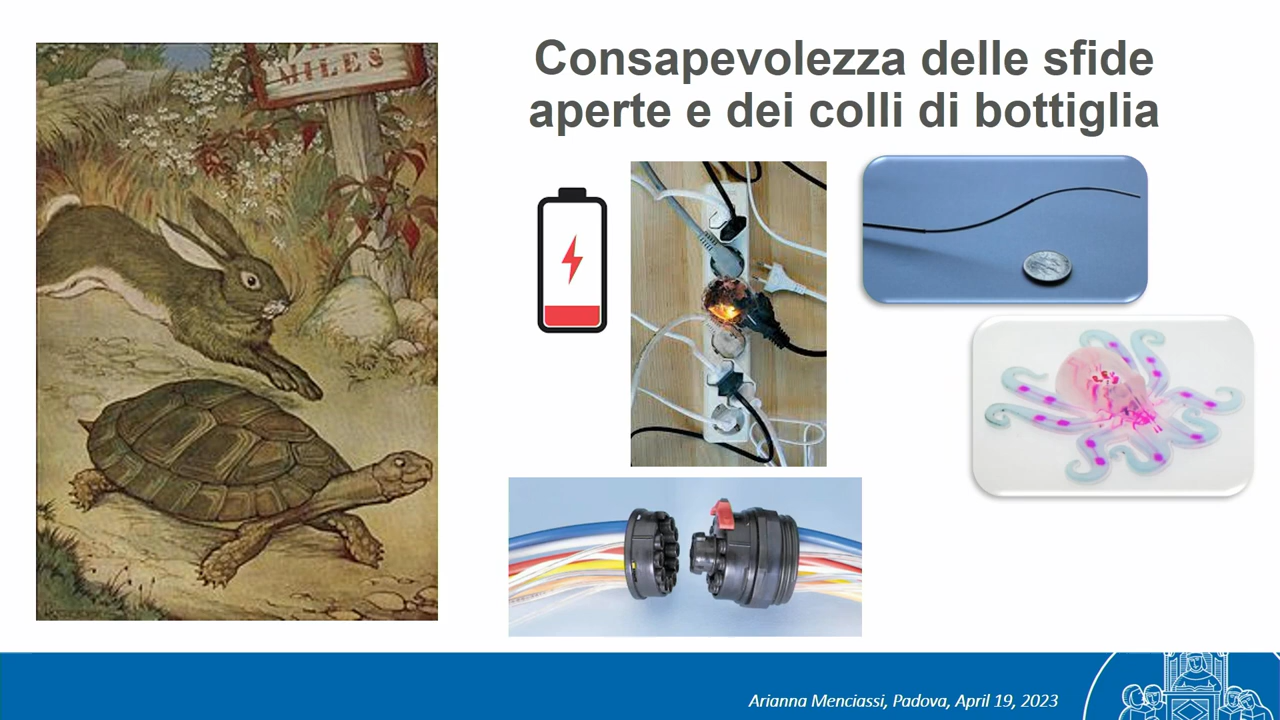 MILES
Consapevolezza delle sfide
aperte e dei colli di bottiglia
Arianna Menciassi, Padova, April 19, 2023